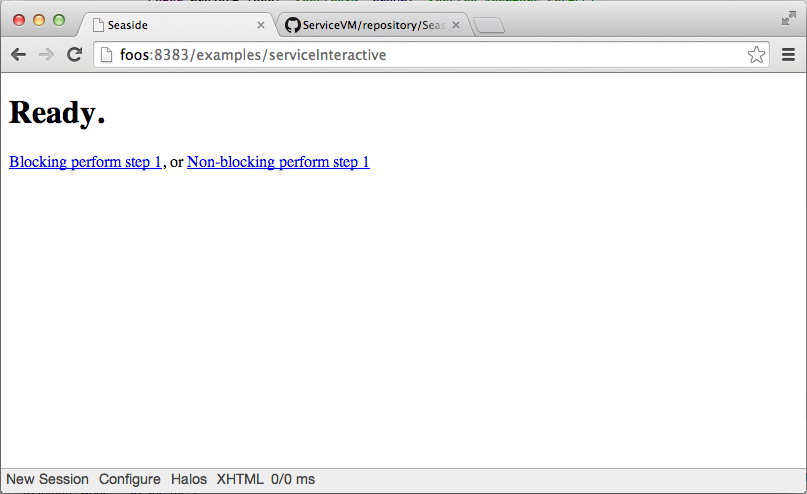 Seaside
ServiceVM/repository/Seas
foos:8383/examples/serviceInteractive
Ready.
Blocking perform step 1, or Non-blocking perform step 1
New Session Configure Halos XHTML 0/0 ms